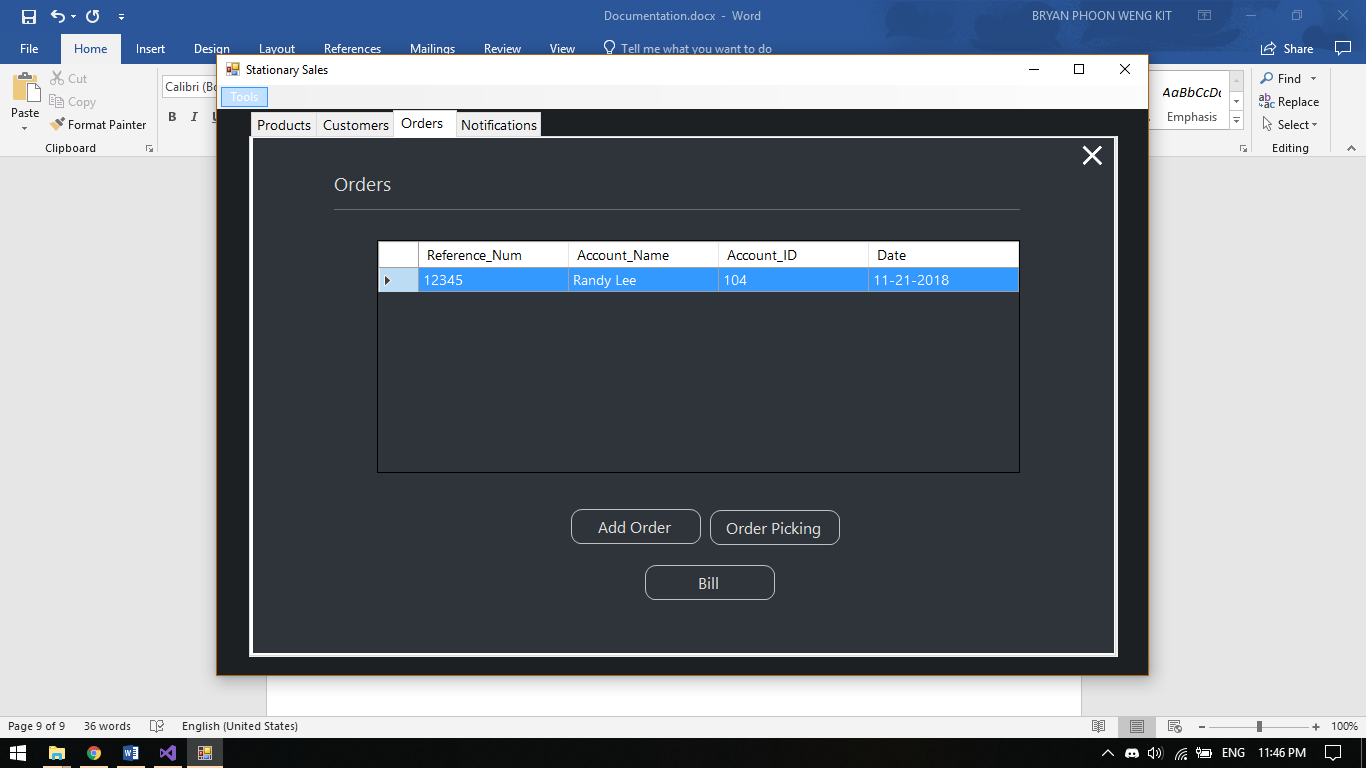 Documentation.docx - Word
BRYAN PHOON WENG KIT
File Home Insert Design Layout References Mailings Review View Tell me what you want to do Share
Cut
Copy
Paste
Format Painter
Clipboard
Calibri (Bo
B I U
AaBbCcDc
Emphasis
Find
Replace
Select
Editing
Stationary Sales
Tools
Products Customers Orders Notifications
Orders
Reference_Num Account_Name Account_ID Date
12345 Randy Lee 104 11-21-2018
Add Order Order Picking
Bill
Page 9 of 9 36 words English (United States) 100%
ENG 11:46 PM